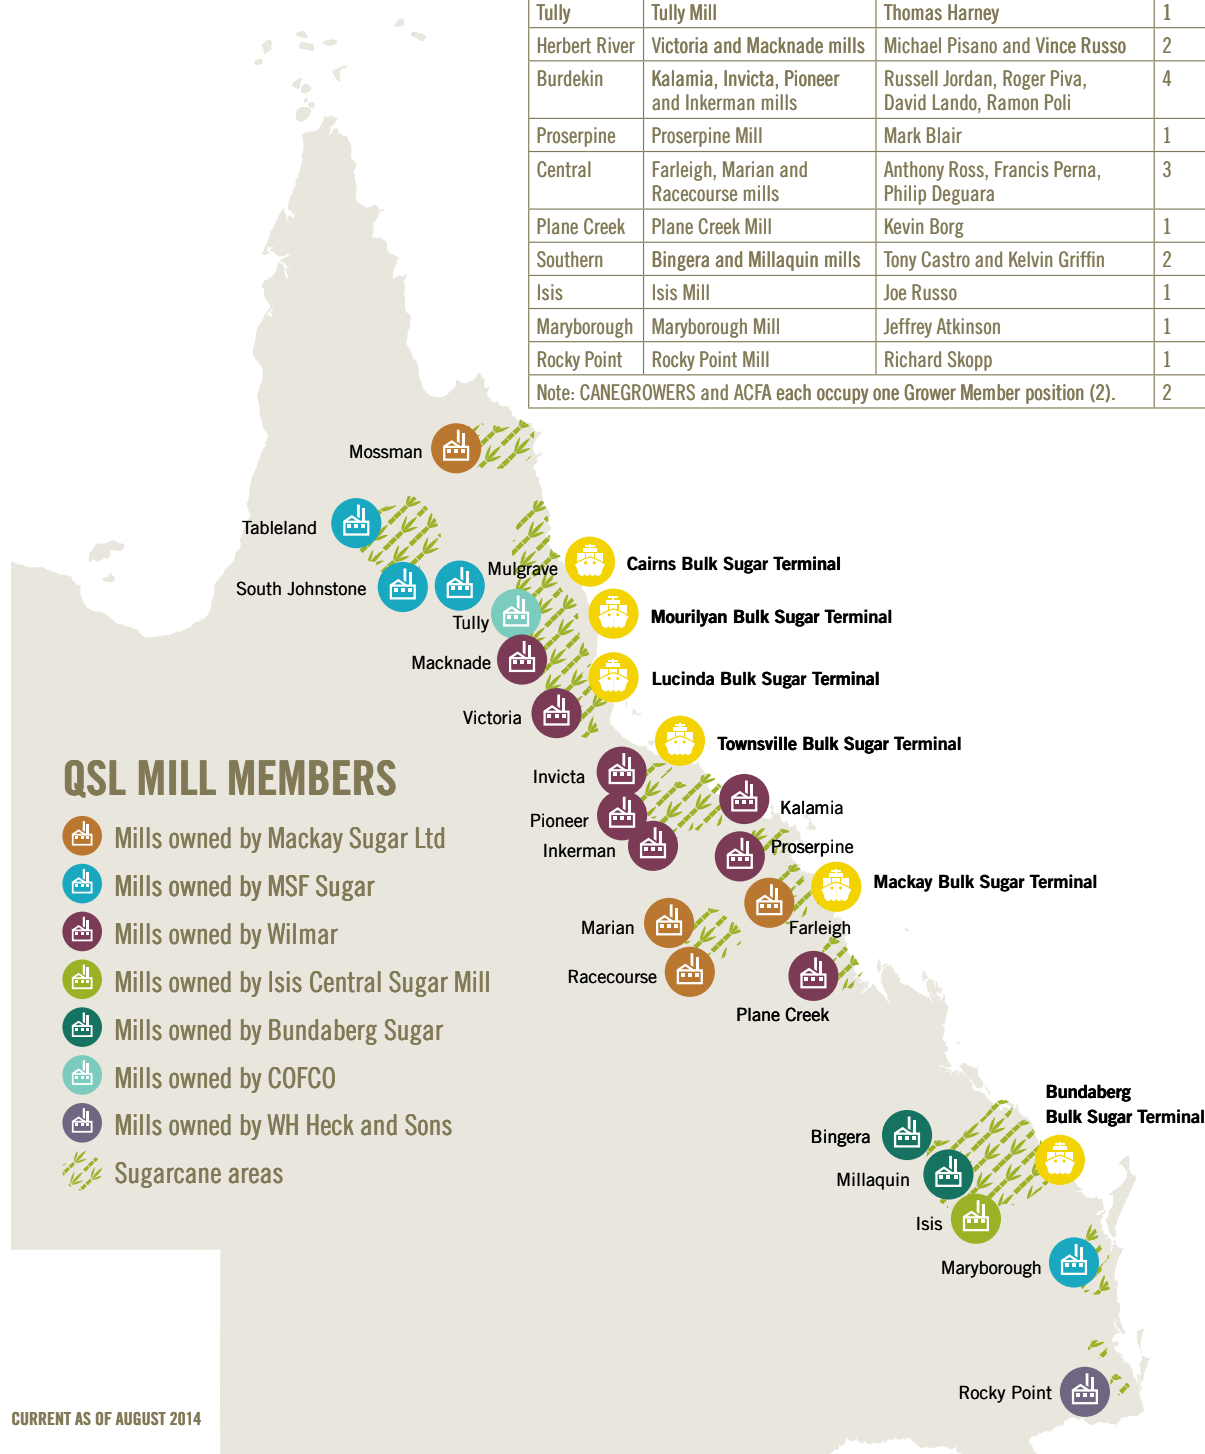 Tully Tully Mill Thomas Harney 1
Herbert River Victoria and Macknade mills Michael Pisano and Vince Russo 2
Burdekin Kalamia, Invicta, Pioneer Russell Jordan, Roger Piva, 4
and Inkerman mills David Lando, Ramon Poli
Proserpine Proserpine Mill Mark Blair 1
Central Farleigh, Marian and Anthony Ross, Francis Perna, 3
Racecourse mills Philip Deguara
Plane Creek Plane Creek Mill Kevin Borg 1
Southern Bingera and Millaquin mills Tony Castro and Kelvin Griffin 2
Isis Isis Mill Joe Russo 1
Maryborough Maryborough Mill Jeffrey Atkinson 1
Rocky Point Rocky Point Mill Richard Skopp 1
Note: CANEGROWERS and ACFA each occupy one Grower Member position (2). 2
Mossman
Tableland
Mulgrave
Cairns Bulk Sugar Terminal
South Johnstone
Mourilyan Bulk Sugar Terminal
Tully
Macknade
Lucinda Bulk Sugar Terminal
Victoria
Townsville Bulk Sugar Terminal
Invicta
Kalamia
Pioneer
Inkerman
Proserpine
Mackay Bulk Sugar Terminal
Marian
Farleigh
Racecourse
Plane Creek
QSL MILL MEMBERS
Mills owned by Mackay Sugar Ltd
Mills owned by MSF Sugar
Mills owned by Wilmar
Mills owned by Isis Central Sugar Mill
Mills owned by Bundaberg Sugar
Mills owned by COFCO
Mills owned by WH Heck and Sons
Sugarcane areas
Bundaberg
Bulk Sugar Terminal
Bingera
Millaquin
Isis
Maryborough
Rocky Point
CURRENT AS OF AUGUST 2014